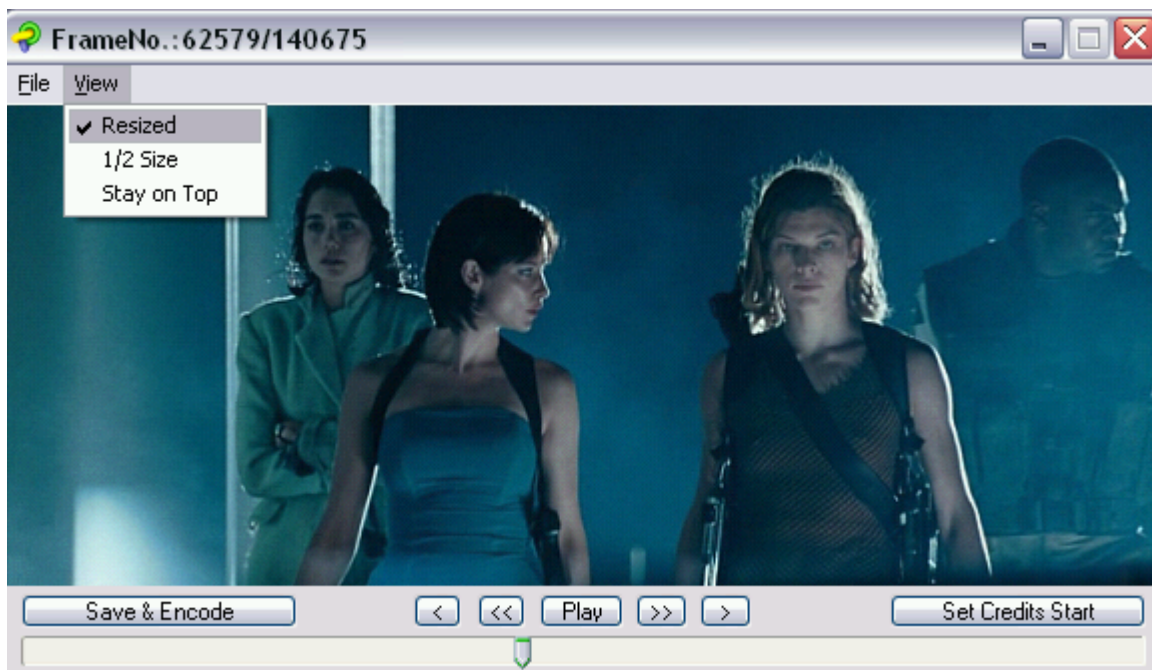 FrameNo.:62579/140675
File View
Resized
1/2 Size
Stay on Top
Save & Encode < << Play >> > Set Credits Start